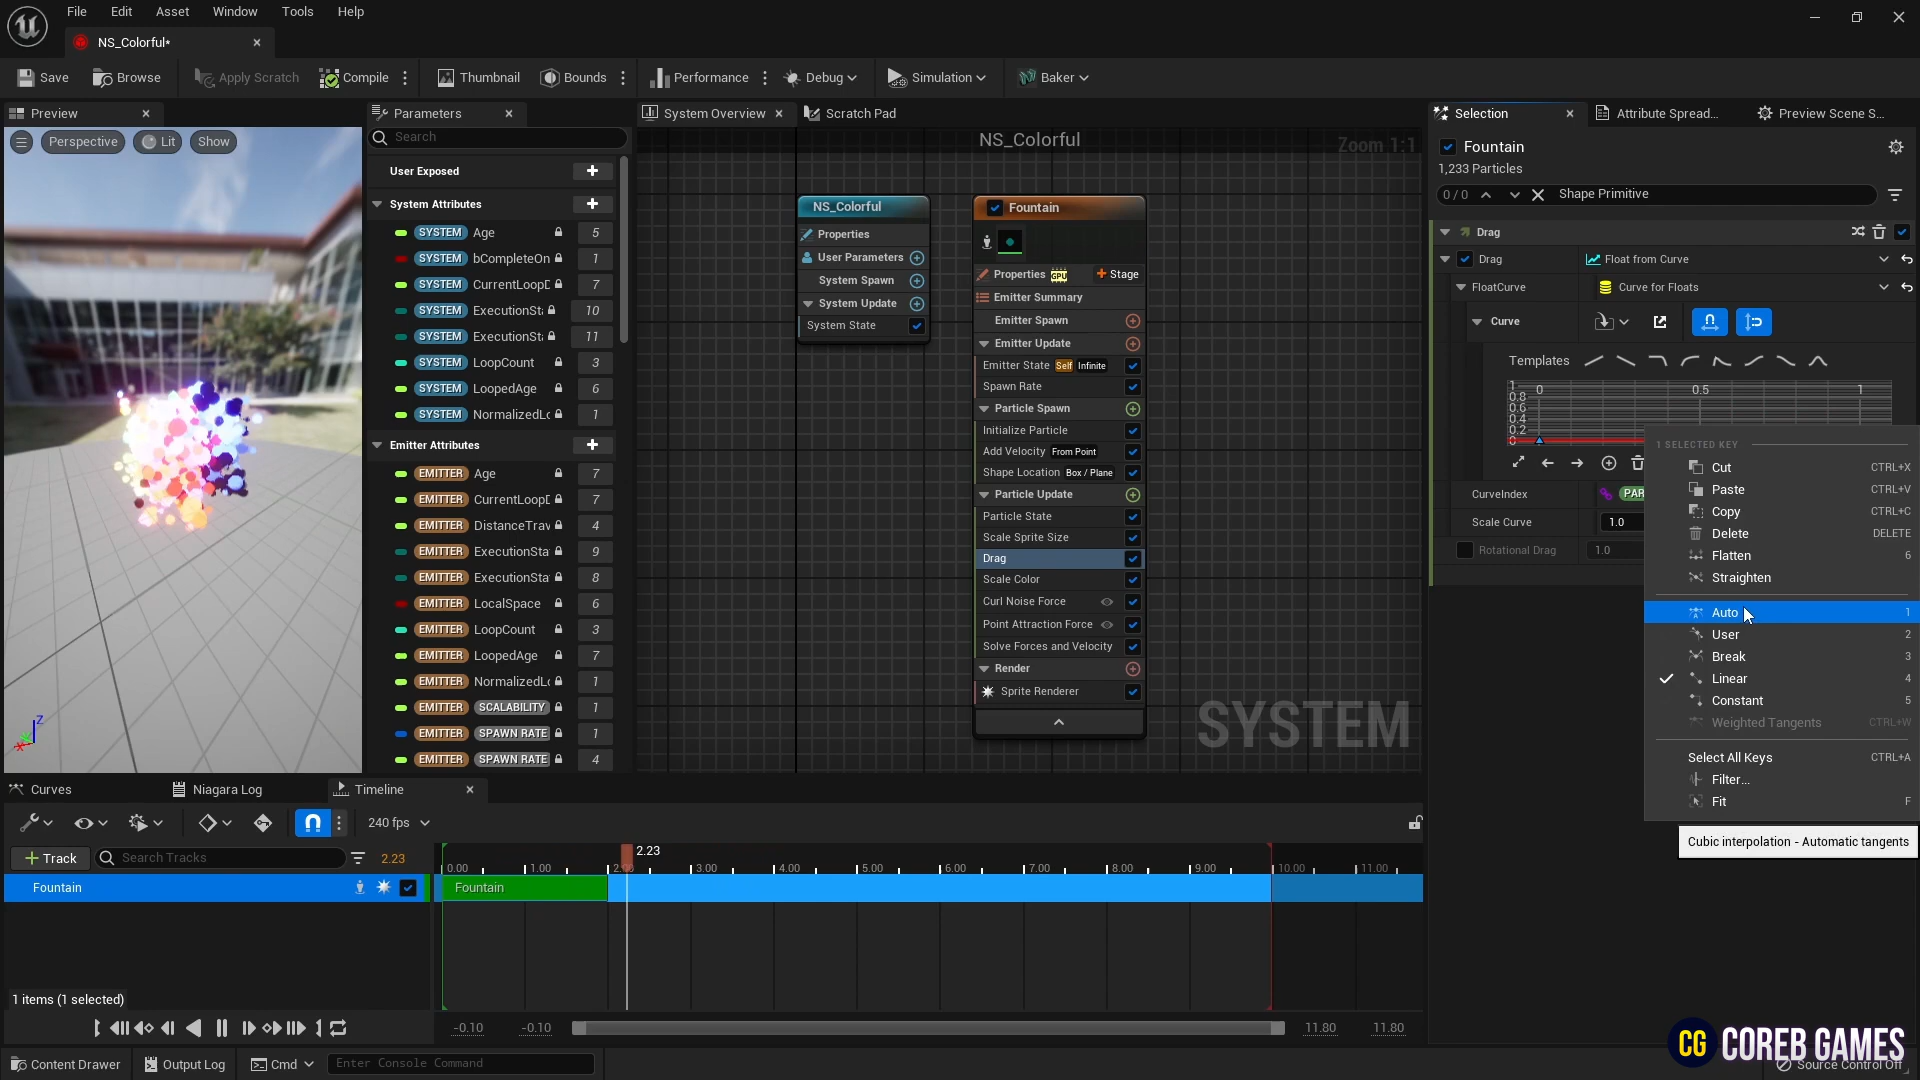 File Edit Asset Window Tools Help
NS_Colorful*
Save Browse Apply Scratch Compile Thumbnail Bounds Performance Debug Simulation Baker
Preview
Perspective Lit Show
Parameters
Search
User Exposed
System Attributes
SYSTEM Age 5
SYSTEM bCompleteOn 1
SYSTEM CurrentLoopD 7
SYSTEM ExecutionSta 10
SYSTEM ExecutionSta 11
SYSTEM LoopCount 3
SYSTEM LoopedAge 6
SYSTEM NormalizedLo 1
Emitter Attributes
EMITTER Age 7
EMITTER CurrentLoopD 7
EMITTER DistanceTrav 4
EMITTER ExecutionSta 9
EMITTER ExecutionSta 8
EMITTER LocalSpace 6
EMITTER LoopCount 3
EMITTER LoopedAge 7
EMITTER NormalizedLo 1
EMITTER SCALABILITY 1
EMITTER SPAWN RATE 1
EMITTER SPAWN RATE 4
System Overview Scratch Pad
NS_Colorful
Zoom 1:1
NS_Colorful
Properties
User Parameters
System Spawn
System Update
System State
Fountain
Properties GPU Stage
Emitter Summary
Emitter Spawn
Emitter Update
Emitter State Self Infinite
Spawn Rate
Particle Spawn
Initialize Particle
Add Velocity From Point
Shape Location Box / Plane
Particle Update
Particle State
Scale Sprite Size
Drag
Scale Color
Curl Noise Force
Point Attraction Force
Solve Forces and Velocity
Render
Sprite Renderer
SYSTEM
Selection Attribute Spread... Preview Scene S...
Fountain
1,233 Particles
0 / 0 Shape Primitive
Drag
Drag Float from Curve
FloatCurve Curve for Floats
Curve
Templates
1 0 0.5 1
0.8
0.6
0.4
0.2
0
CurveIndex PAR
Scale Curve 1.0
Rotational Drag 1.0
1 SELECTED KEY
Cut CTRL+X
Paste CTRL+V
Copy CTRL+C
Delete DELETE
Flatten 6
Straighten
Auto 1
User 2
Break 3
Linear 4
Constant 5
Weighted Tangents CTRL+W
Select All Keys CTRL+A
Filter...
Fit F
Cubic interpolation - Automatic tangents
Z
X
Curves Niagara Log Timeline
240 fps
Track Search Tracks 2.23
2.23
0.00 1.00 2.00 3.00 4.00 5.00 6.00 7.00 8.00 9.00 10.00 11.00
Fountain
Fountain
1 items (1 selected)
-0.10 -0.10 11.80 11.80
Content Drawer Output Log Cmd Enter Console Command
CG COREB GAMES
Source Control Off